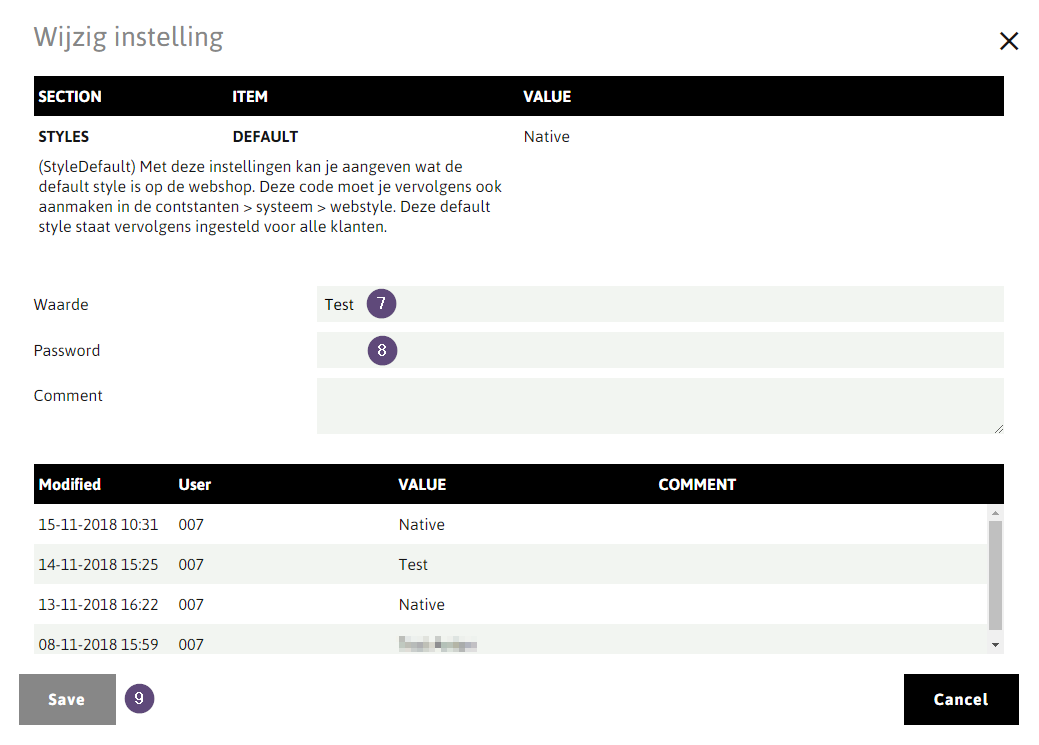 Wijzig instelling
SECTION ITEM VALUE
STYLES DEFAULT Native
(StyleDefault) Met deze instellingen kan je aangeven wat de
default style is op de webshop. Deze code moet je vervolgens ook
aanmaken in de contstanten > systeem > webstyle. Deze default
style staat vervolgens ingesteld voor alle klanten.
Waarde Test 7
Password 8
Comment
Modified User VALUE COMMENT
15-11-2018 10:31 007 Native
14-11-2018 15:25 007 Test
13-11-2018 16:22 007 Native
08-11-2018 15:59 007
Save 9 Cancel